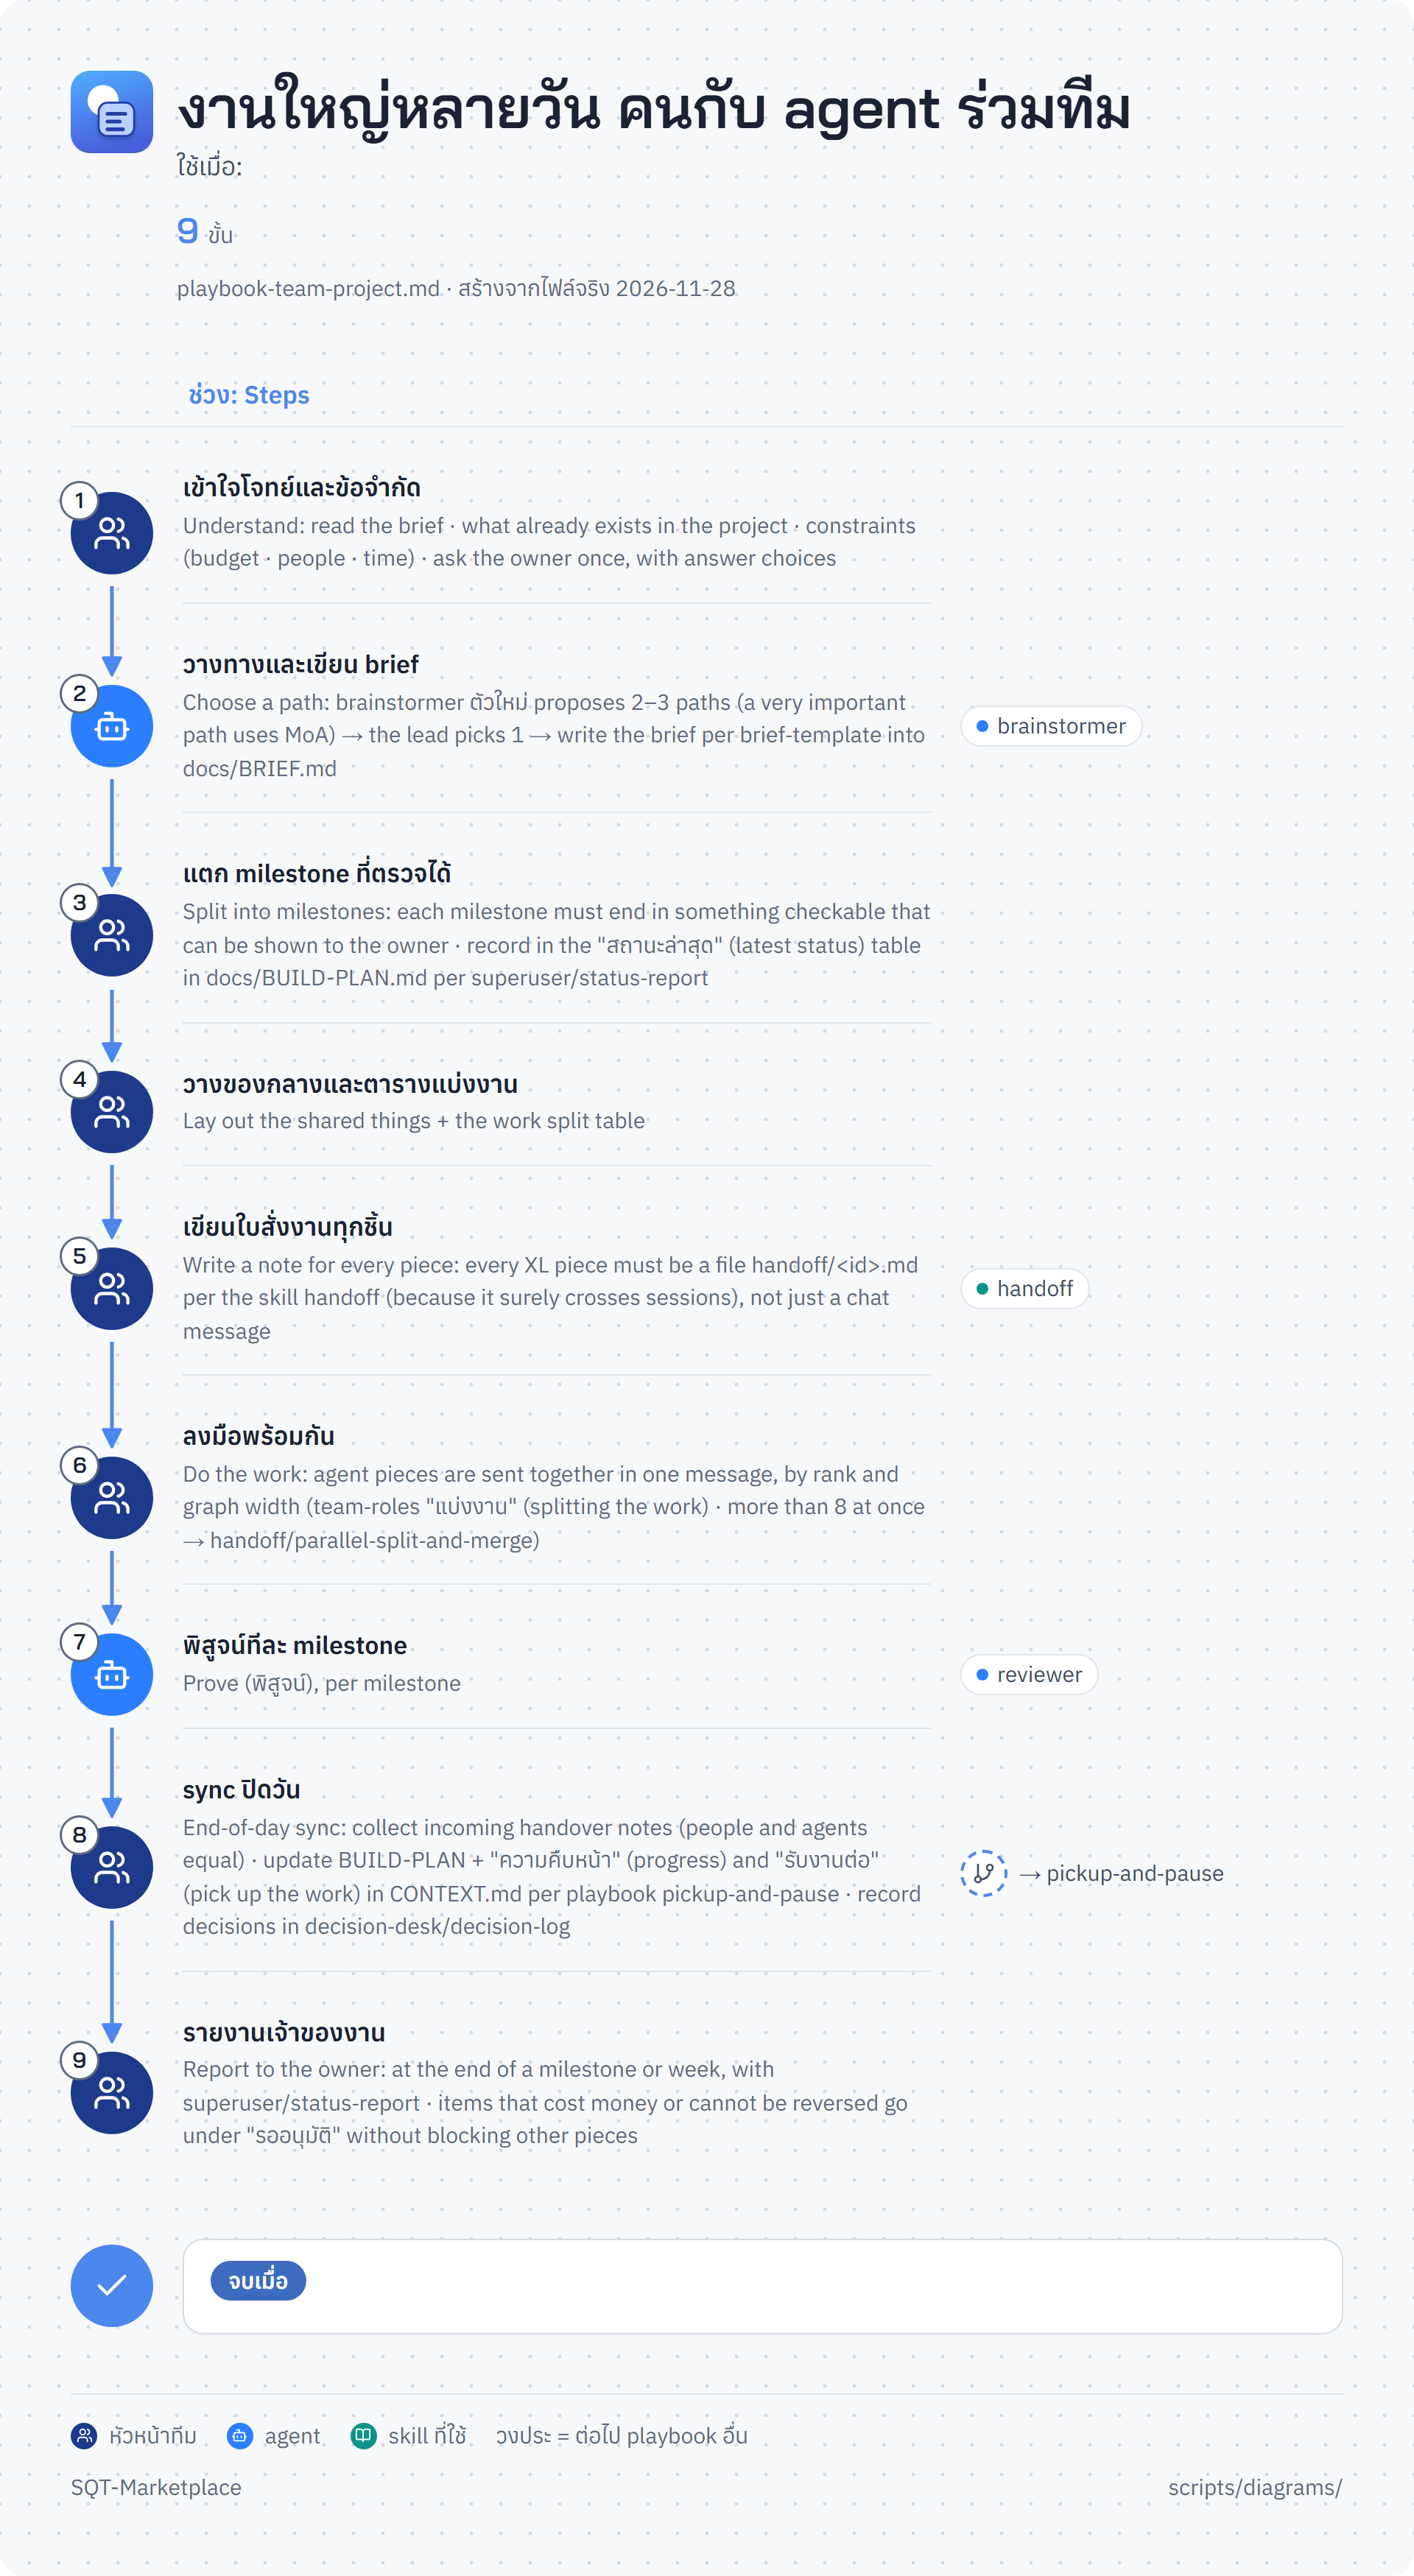 งานใหญ่หลายวัน คนกับ agent ร่วมทีม
ใช้เมื่อ:
9 ขั้น
playbook-team-project.md · สร้างจากไฟล์จริง 2026-11-28
ช่วง: Steps
1
เข้าใจโจทย์และข้อจำกัด
Understand: read the brief · what already exists in the project · constraints
(budget · people · time) · ask the owner once, with answer choices
2
วางทางและเขียน brief
Choose a path: brainstormer ตัวใหม่ proposes 2–3 paths (a very important
path uses MoA) → the lead picks 1 → write the brief per brief-template into
docs/BRIEF.md
brainstormer
3
แตก milestone ที่ตรวจได้
Split into milestones: each milestone must end in something checkable that
can be shown to the owner · record in the "สถานะล่าสุด" (latest status) table
in docs/BUILD-PLAN.md per superuser/status-report
4
วางของกลางและตารางแบ่งงาน
Lay out the shared things + the work split table
5
เขียนใบสั่งงานทุกชิ้น
Write a note for every piece: every XL piece must be a file handoff/<id>.md
per the skill handoff (because it surely crosses sessions), not just a chat
message
handoff
6
ลงมือพร้อมกัน
Do the work: agent pieces are sent together in one message, by rank and
graph width (team-roles "แบ่งงาน" (splitting the work) · more than 8 at once
→ handoff/parallel-split-and-merge)
7
พิสูจน์ทีละ milestone
Prove (พิสูจน์), per milestone
reviewer
8
sync ปิดวัน
End-of-day sync: collect incoming handover notes (people and agents
equal) · update BUILD-PLAN + "ความคืบหน้า" (progress) and "รับงานต่อ"
(pick up the work) in CONTEXT.md per playbook pickup-and-pause · record
decisions in decision-desk/decision-log
→ pickup-and-pause
9
รายงานเจ้าของงาน
Report to the owner: at the end of a milestone or week, with
superuser/status-report · items that cost money or cannot be reversed go
under "รออนุมัติ" without blocking other pieces
จบเมื่อ
หัวหน้าทีม agent skill ที่ใช้ วงประ = ต่อไป playbook อื่น
SQT-Marketplace scripts/diagrams/